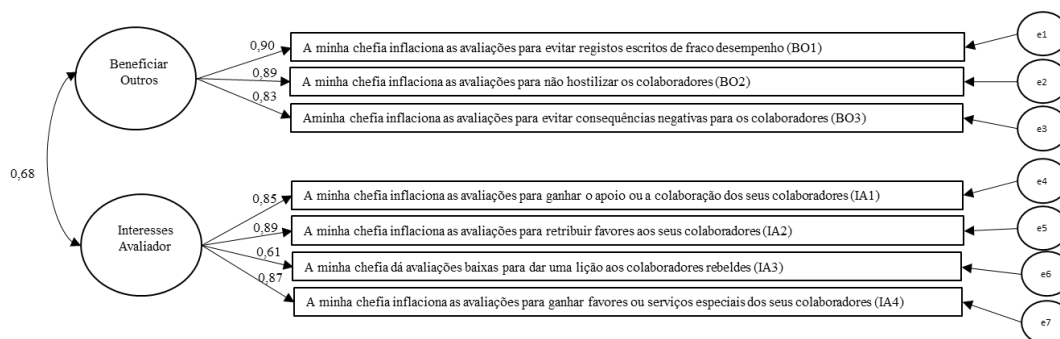 Beneficiar
Outros
0,90
0,89
0,83
A minha chefia inflaciona as avaliações para evitar registos escritos de fraco desempenho (BO1)
A minha chefia inflaciona as avaliações para não hostilizar os colaboradores (BO2)
Aminha chefia inflaciona as avaliações para evitar consequências negativas para os colaboradores (BO3)
e1
e2
e3
0,68
Interesses
Avaliador
0,85
0,89
0,61
0,87
A minha chefia inflaciona as avaliações para ganhar o apoio ou a colaboração dos seus colaboradores (IA1)
A minha chefia inflaciona as avaliações para retribuir favores aos seus colaboradores (IA2)
A minha chefia dá avaliações baixas para dar uma lição aos colaboradores rebeldes (IA3)
A minha chefia inflaciona as avaliações para ganhar favores ou serviços especiais dos seus colaboradores (IA4)
e4
e5
e6
e7